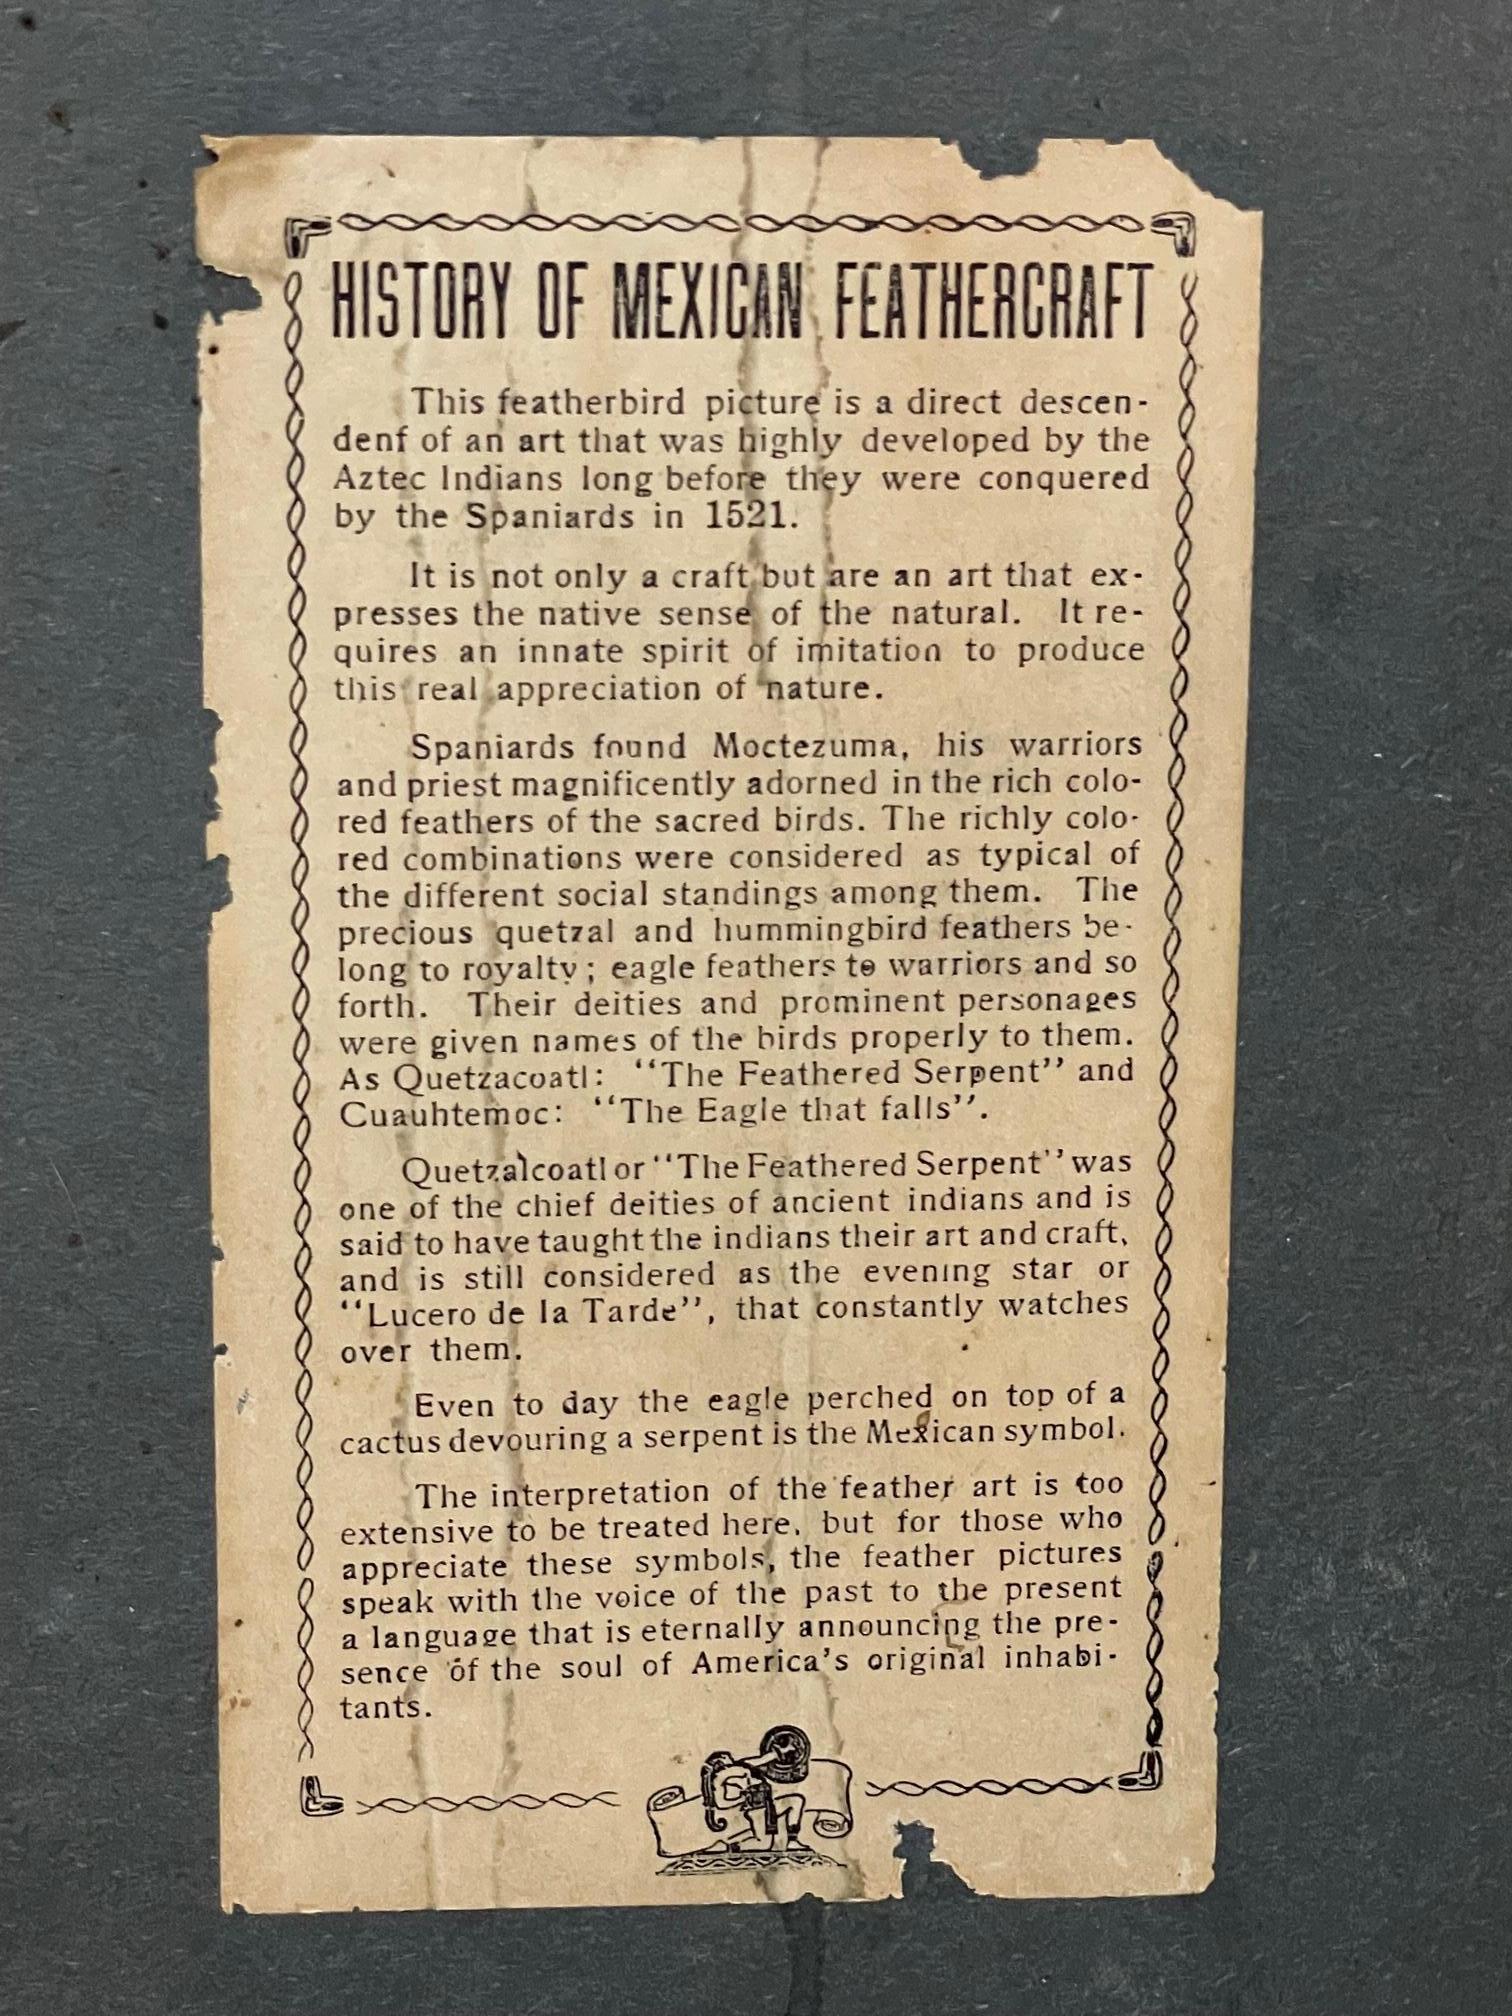 HISTORY OF MEXICAN FEATHERCRAFT
This featherbird picture is a direct descen-
denf of an art that was highly developed by the
Aztec Indians long before they were conquered
by the Spaniards in 1521.
It is not only a craft but are an art that ex-
presses the native sense of the natural. It re-
quires an innate spirit of imitation to produce
this real appreciation of nature.
Spaniards found Moctezuma, his warriors
and priest magnificently adorned in the rich colo-
red feathers of the sacred birds. The richly colo-
red combinations were considered as typical of
the different social standings among them. The
precious quetzal and hummingbird feathers be-
long to royalty; eagle feathers to warriors and so
forth. Their deities and prominent personages
were given names of the birds properly to them.
As Quetzacoatl: "The Feathered Serpent" and
Cuauhtemoc: "The Eagle that falls".
Quetzalcoatl or "The Feathered Serpent" was
one of the chief deities of ancient indians and is
said to have taught the indians their art and craft,
and is still considered as the evening star or
"Lucero de la Tarde", that constantly watches
over them.
Even to day the eagle perched on top of a
cactus devouring a serpent is the Mexican symbol.
The interpretation of the feather art is too
extensive to be treated here, but for those who
appreciate these symbols, the feather pictures
speak with the voice of the past to the present
a language that is eternally announcing the pre-
sence of the soul of America's original inhabi-
tants.